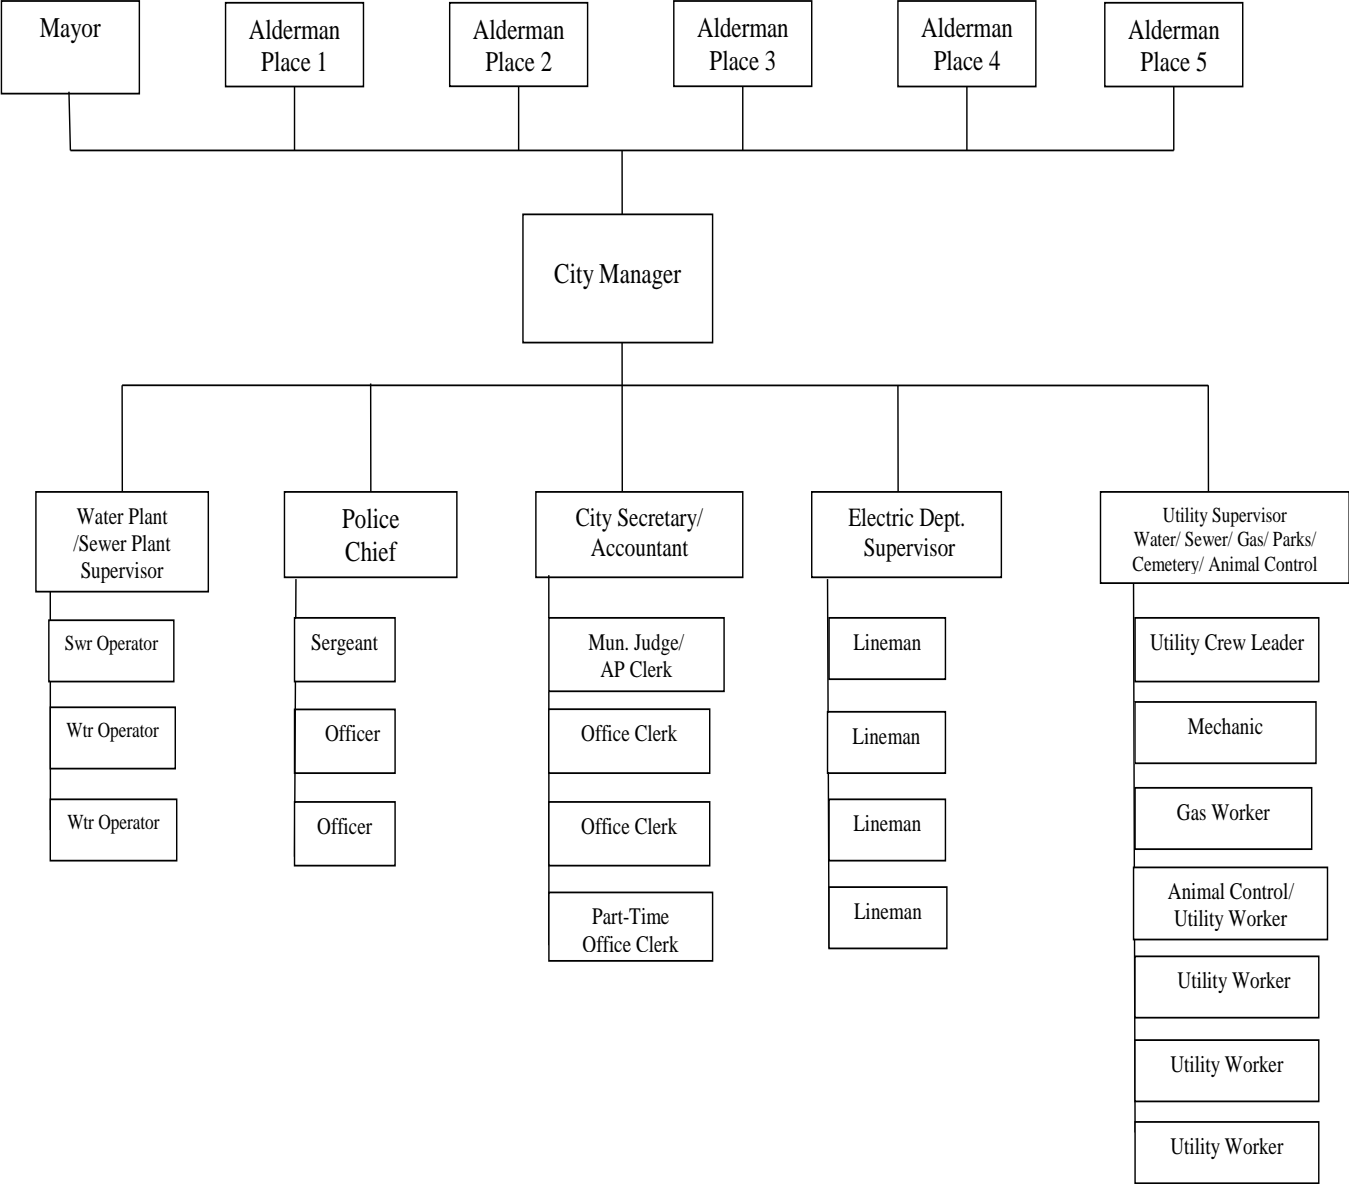 Mayor
Alderman
Place 1
Alderman
Place 2
Alderman
Place 3
Alderman
Place 4
Alderman
Place 5
City Manager
Water Plant
/Sewer Plant
Supervisor
Police
Chief
City Secretary/
Accountant
Electric Dept.
Supervisor
Utility Supervisor
Water/ Sewer/ Gas/ Parks/
Cemetery/ Animal Control
Swr Operator
Wtr Operator
Wtr Operator
Sergeant
Officer
Officer
Mun. Judge/
AP Clerk
Office Clerk
Office Clerk
Part-Time
Office Clerk
Lineman
Lineman
Lineman
Lineman
Utility Crew Leader
Mechanic
Gas Worker
Animal Control/
Utility Worker
Utility Worker
Utility Worker
Utility Worker